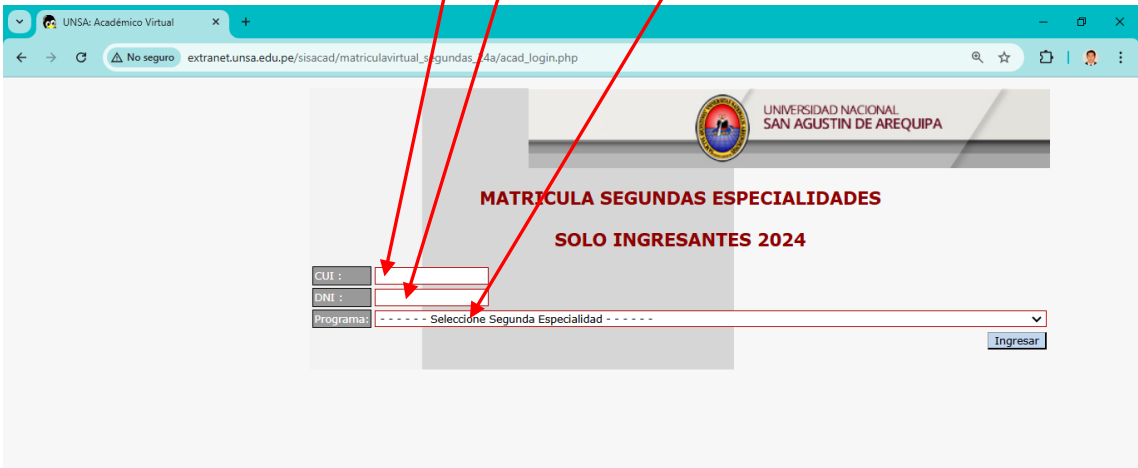 UNSA: Académico Virtual
No seguro extranet.unsa.edu.pe/sisacad/matriculavirtual_segundas_24a/acad_login.php
UNIVERSIDAD NACIONAL
SAN AGUSTIN DE AREQUIPA
MATRICULA SEGUNDAS ESPECIALIDADES
SOLO INGRESANTES 2024
CUI :
DNI :
Programa: - - - - - - Seleccione Segunda Especialidad - - - - - -
Ingresar